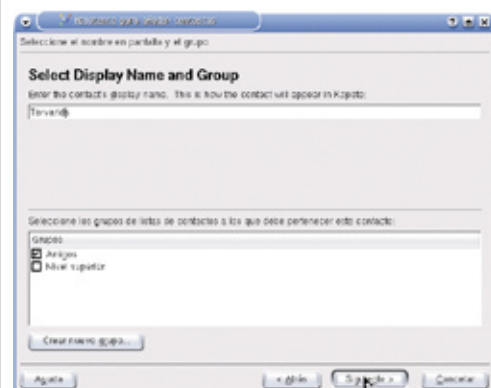 Seleccione el nombre en pantalla y el grupo
Select Display Name and Group
Enter the contact's display name. This is how the contact will appear in Kopete:
Seleccione los grupos de listas de contactos a los que debe pertenecer este contacto:
Grupos
Amigos
Nivel superior
Crear nuevo grupo...
Ayuda
< Atrás
Siguiente >
Cancelar